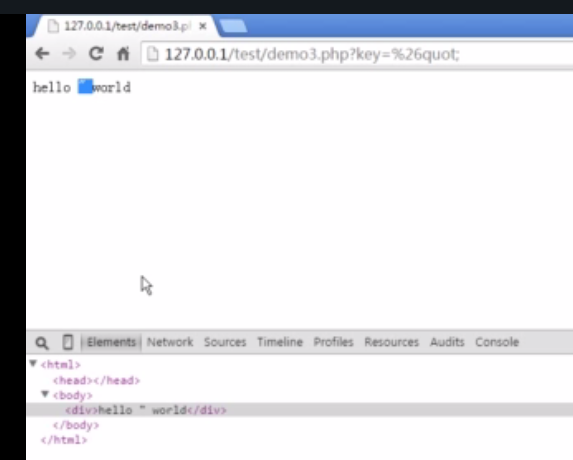 127.0.0.1/test/demo3.pl ×
127.0.0.1/test/demo3.php?key=%26quot;
hello " world
Elements Network Sources Timeline Profiles Resources Audits Console
▼<html>
<head></head>
▼<body>
<div>hello " world</div>
</body>
</html>